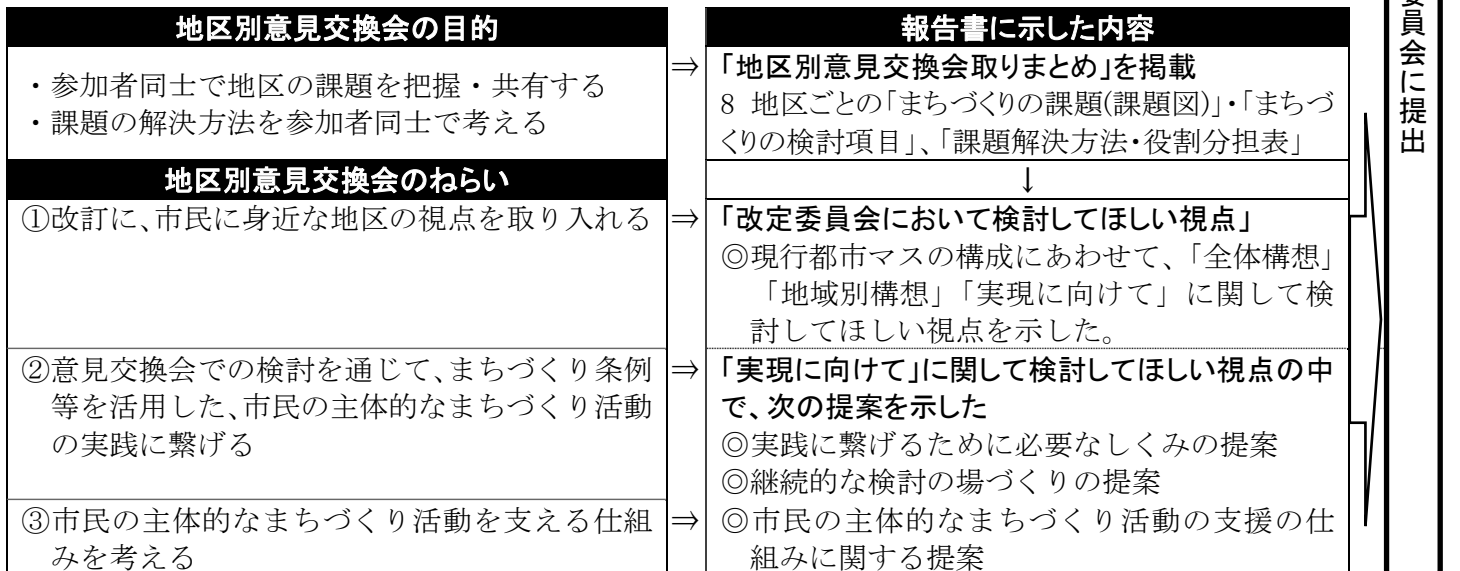 地区別意見交換会の目的
・参加者同士で地区の課題を把握・共有する
・課題の解決方法を参加者同士で考える
⇒
報告書に示した内容
「地区別意見交換会取りまとめ」を掲載
8 地区ごとの「まちづくりの課題(課題図)」・「まちづ
くりの検討項目」、「課題解決方法・役割分担表」
地区別意見交換会のねらい
↓
①改訂に、市民に身近な地区の視点を取り入れる
⇒
「改定委員会において検討してほしい視点」
◎現行都市マスの構成にあわせて、「全体構想」
「地域別構想」「実現に向けて」に関して検
討してほしい視点を示した。
②意見交換会での検討を通じて、まちづくり条例
等を活用した、市民の主体的なまちづくり活動
の実践に繋げる
⇒
「実現に向けて」に関して検討してほしい視点の中
で、次の提案を示した
◎実践に繋げるために必要なしくみの提案
◎継続的な検討の場づくりの提案
③市民の主体的なまちづくり活動を支える仕組
みを考える
⇒
◎市民の主体的なまちづくり活動の支援の仕
組みに関する提案
員会に提出